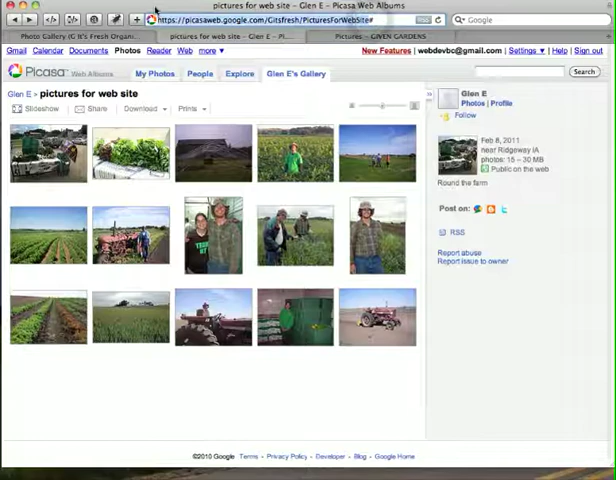 pictures for web site – Glen E – Picasa Web Albums
https://picasaweb.google.com/Gitsfresh/PicturesForWebSite#
RSS
Google
Photo Gallery (G It's Fresh Organ...
pictures for web site – Glen E – Pi...
Pictures – GIVEN GARDENS
Gmail Calendar Documents Photos Reader Web more ▼
New Features | webdevbc@gmail.com | Settings ▼ | Help | Sign out
Picasa Web Albums
My Photos People Explore Glen E's Gallery
Search
Glen E > pictures for web site
Slideshow Share Download Prints
Glen E
Photos | Profile
Follow
Feb 8, 2011
near Ridgeway IA
photos: 15 – 30 MB
Public on the web
Round the farm
Post on:
RSS
Report abuse
Report issue to owner
©2010 Google Terms - Privacy Policy - Developer - Blog - Google Home